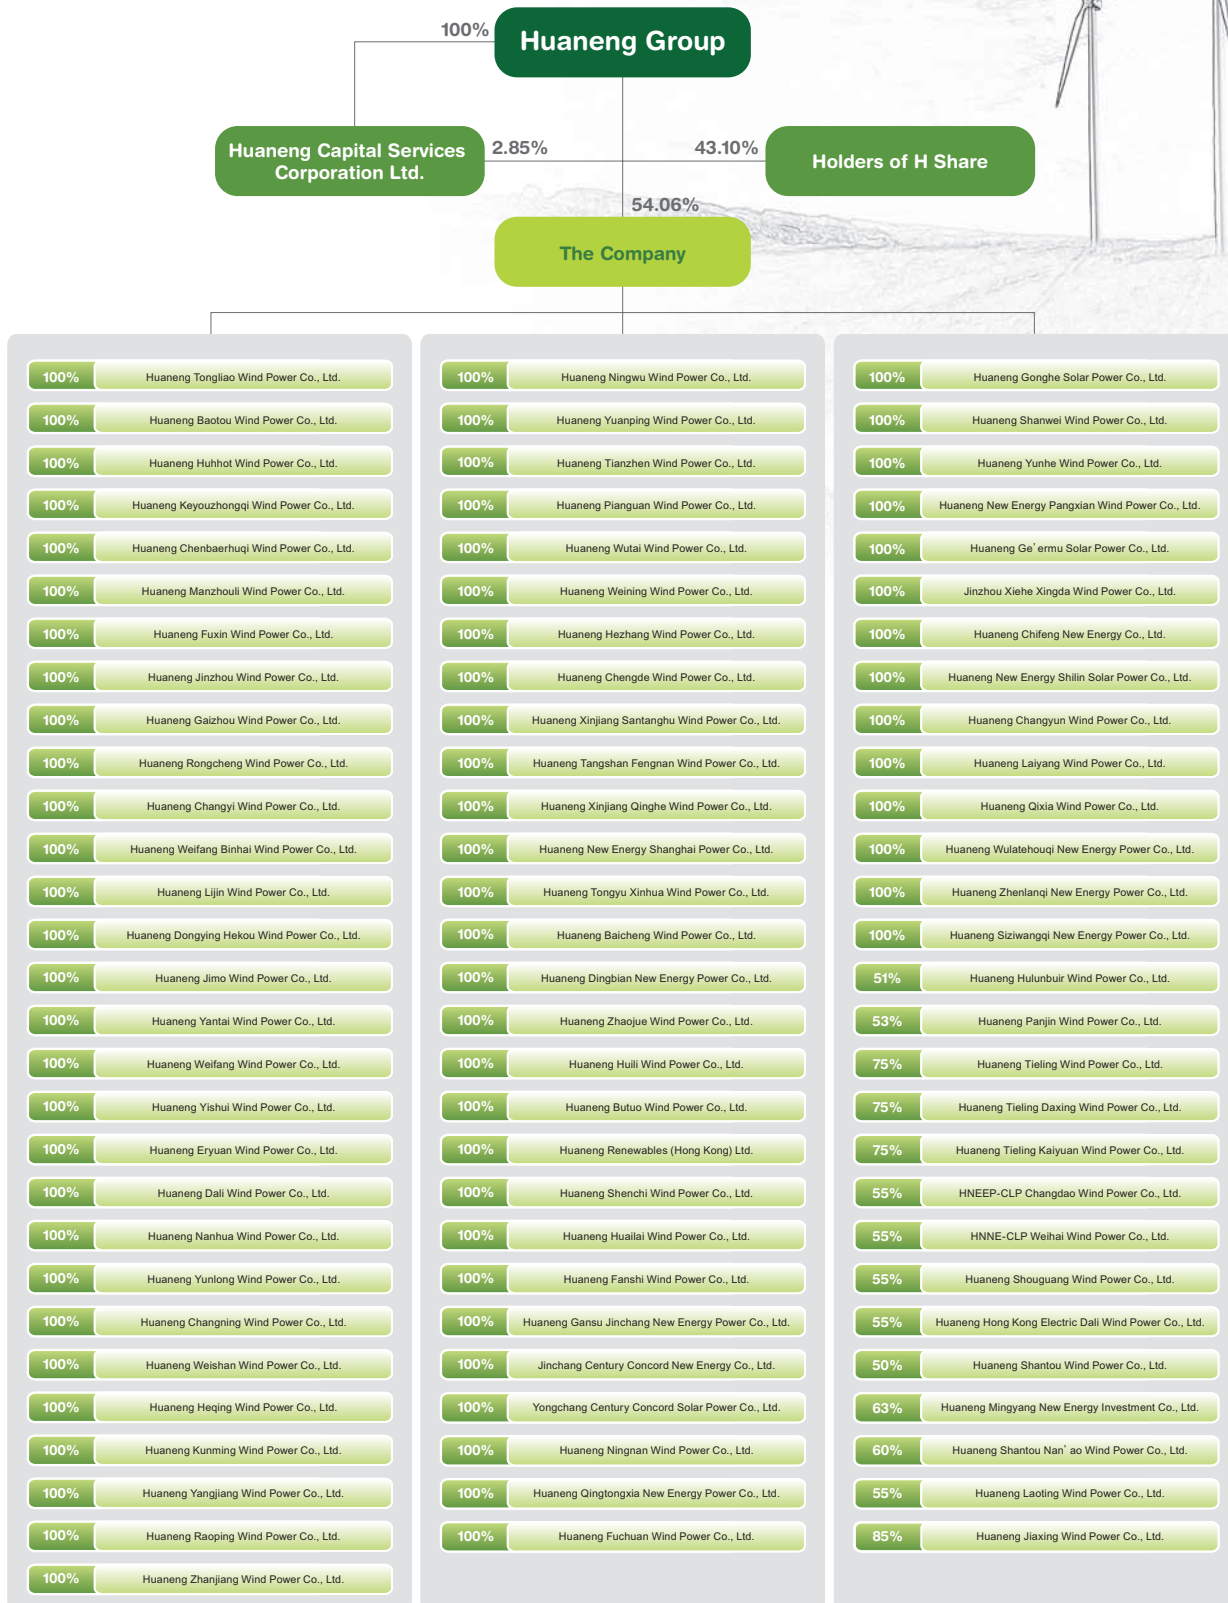 100%
Huaneng Group
Huaneng Capital Services
Corporation Ltd.
2.85%
43.10%
Holders of H Share
54.06%
The Company
100% Huaneng Tongliao Wind Power Co., Ltd.
100% Huaneng Baotou Wind Power Co., Ltd.
100% Huaneng Huhhot Wind Power Co., Ltd.
100% Huaneng Keyouzhongqi Wind Power Co., Ltd.
100% Huaneng Chenbaerhuqi Wind Power Co., Ltd.
100% Huaneng Manzhouli Wind Power Co., Ltd.
100% Huaneng Fuxin Wind Power Co., Ltd.
100% Huaneng Jinzhou Wind Power Co., Ltd.
100% Huaneng Gaizhou Wind Power Co., Ltd.
100% Huaneng Rongcheng Wind Power Co., Ltd.
100% Huaneng Changyi Wind Power Co., Ltd.
100% Huaneng Weifang Binhai Wind Power Co., Ltd.
100% Huaneng Lijin Wind Power Co., Ltd.
100% Huaneng Dongying Hekou Wind Power Co., Ltd.
100% Huaneng Jimo Wind Power Co., Ltd.
100% Huaneng Yantai Wind Power Co., Ltd.
100% Huaneng Weifang Wind Power Co., Ltd.
100% Huaneng Yishui Wind Power Co., Ltd.
100% Huaneng Eryuan Wind Power Co., Ltd.
100% Huaneng Dali Wind Power Co., Ltd.
100% Huaneng Nanhua Wind Power Co., Ltd.
100% Huaneng Yunlong Wind Power Co., Ltd.
100% Huaneng Changning Wind Power Co., Ltd.
100% Huaneng Weishan Wind Power Co., Ltd.
100% Huaneng Heqing Wind Power Co., Ltd.
100% Huaneng Kunming Wind Power Co., Ltd.
100% Huaneng Yangjiang Wind Power Co., Ltd.
100% Huaneng Raoping Wind Power Co., Ltd.
100% Huaneng Zhanjiang Wind Power Co., Ltd.
100% Huaneng Ningwu Wind Power Co., Ltd.
100% Huaneng Yuanping Wind Power Co., Ltd.
100% Huaneng Tianzhen Wind Power Co., Ltd.
100% Huaneng Pianguan Wind Power Co., Ltd.
100% Huaneng Wutai Wind Power Co., Ltd.
100% Huaneng Weining Wind Power Co., Ltd.
100% Huaneng Hezhang Wind Power Co., Ltd.
100% Huaneng Chengde Wind Power Co., Ltd.
100% Huaneng Xinjiang Santanghu Wind Power Co., Ltd.
100% Huaneng Tangshan Fengnan Wind Power Co., Ltd.
100% Huaneng Xinjiang Qinghe Wind Power Co., Ltd.
100% Huaneng New Energy Shanghai Power Co., Ltd.
100% Huaneng Tongyu Xinhua Wind Power Co., Ltd.
100% Huaneng Baicheng Wind Power Co., Ltd.
100% Huaneng Dingbian New Energy Power Co., Ltd.
100% Huaneng Zhaojue Wind Power Co., Ltd.
100% Huaneng Huili Wind Power Co., Ltd.
100% Huaneng Butuo Wind Power Co., Ltd.
100% Huaneng Renewables (Hong Kong) Ltd.
100% Huaneng Shenchi Wind Power Co., Ltd.
100% Huaneng Huailai Wind Power Co., Ltd.
100% Huaneng Fanshi Wind Power Co., Ltd.
100% Huaneng Gansu Jinchang New Energy Power Co., Ltd.
100% Jinchang Century Concord New Energy Co., Ltd.
100% Yongchang Century Concord Solar Power Co., Ltd.
100% Huaneng Ningnan Wind Power Co., Ltd.
100% Huaneng Qingtongxia New Energy Power Co., Ltd.
100% Huaneng Fuchuan Wind Power Co., Ltd.
100% Huaneng Gonghe Solar Power Co., Ltd.
100% Huaneng Shanwei Wind Power Co., Ltd.
100% Huaneng Yunhe Wind Power Co., Ltd.
100% Huaneng New Energy Pangxian Wind Power Co., Ltd.
100% Huaneng Ge’ermu Solar Power Co., Ltd.
100% Jinzhou Xiehe Xingda Wind Power Co., Ltd.
100% Huaneng Chifeng New Energy Co., Ltd.
100% Huaneng New Energy Shilin Solar Power Co., Ltd.
100% Huaneng Changyun Wind Power Co., Ltd.
100% Huaneng Laiyang Wind Power Co., Ltd.
100% Huaneng Qixia Wind Power Co., Ltd.
100% Huaneng Wulatehouqi New Energy Power Co., Ltd.
100% Huaneng Zhenlanqi New Energy Power Co., Ltd.
100% Huaneng Siziwangqi New Energy Power Co., Ltd.
51% Huaneng Hulunbuir Wind Power Co., Ltd.
53% Huaneng Panjin Wind Power Co., Ltd.
75% Huaneng Tieling Wind Power Co., Ltd.
75% Huaneng Tieling Daxing Wind Power Co., Ltd.
75% Huaneng Tieling Kaiyuan Wind Power Co., Ltd.
55% HNEEP-CLP Changdao Wind Power Co., Ltd.
55% HNNE-CLP Weihai Wind Power Co., Ltd.
55% Huaneng Shouguang Wind Power Co., Ltd.
55% Huaneng Hong Kong Electric Dali Wind Power Co., Ltd.
50% Huaneng Shantou Wind Power Co., Ltd.
63% Huaneng Mingyang New Energy Investment Co., Ltd.
60% Huaneng Shantou Nan’ao Wind Power Co., Ltd.
55% Huaneng Laoting Wind Power Co., Ltd.
85% Huaneng Jiaxing Wind Power Co., Ltd.